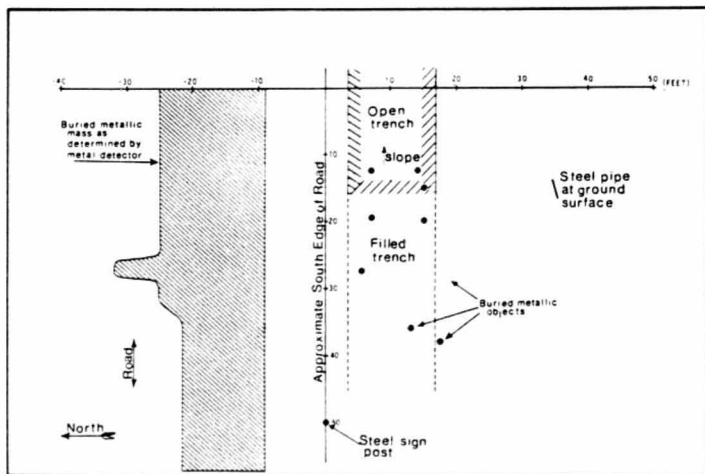 -40
-30
-20
-10
0
10
20
30
40
50
(FEET)
Buried metallic
mass as
determined by
metal detector
Open
trench
slope
10
Steel pipe
at ground
surface
20
Filled
trench
Approximate South Edge of Road
30
Buried metallic
objects
Road
40
North
50
Steel sign
post